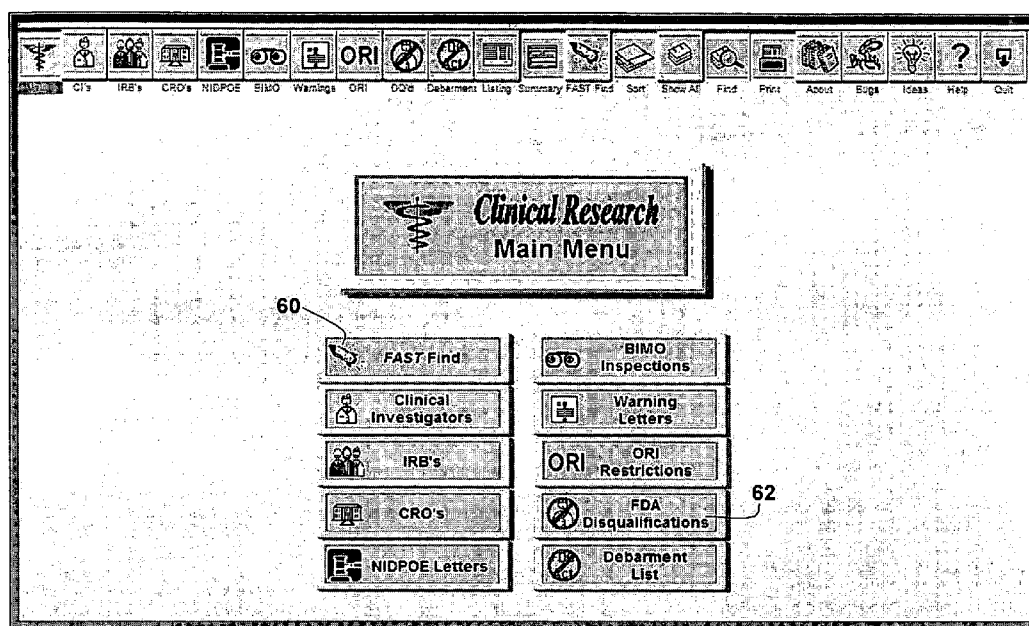 ORI
CI's IRB's CRO's NIDPOE BIMO Warnings ORI DQ'd Debarment Listing Summary FAST Find Sort Show All Find Print About Bugs Ideas Help Quit
Clinical Research
Main Menu
60
FAST Find
BIMO
Inspections
Clinical
Investigators
Warning
Letters
IRB's
ORI
ORI
Restrictions
CRO's
FDA
Disqualifications
62
NIDPOE Letters
Debarment
List